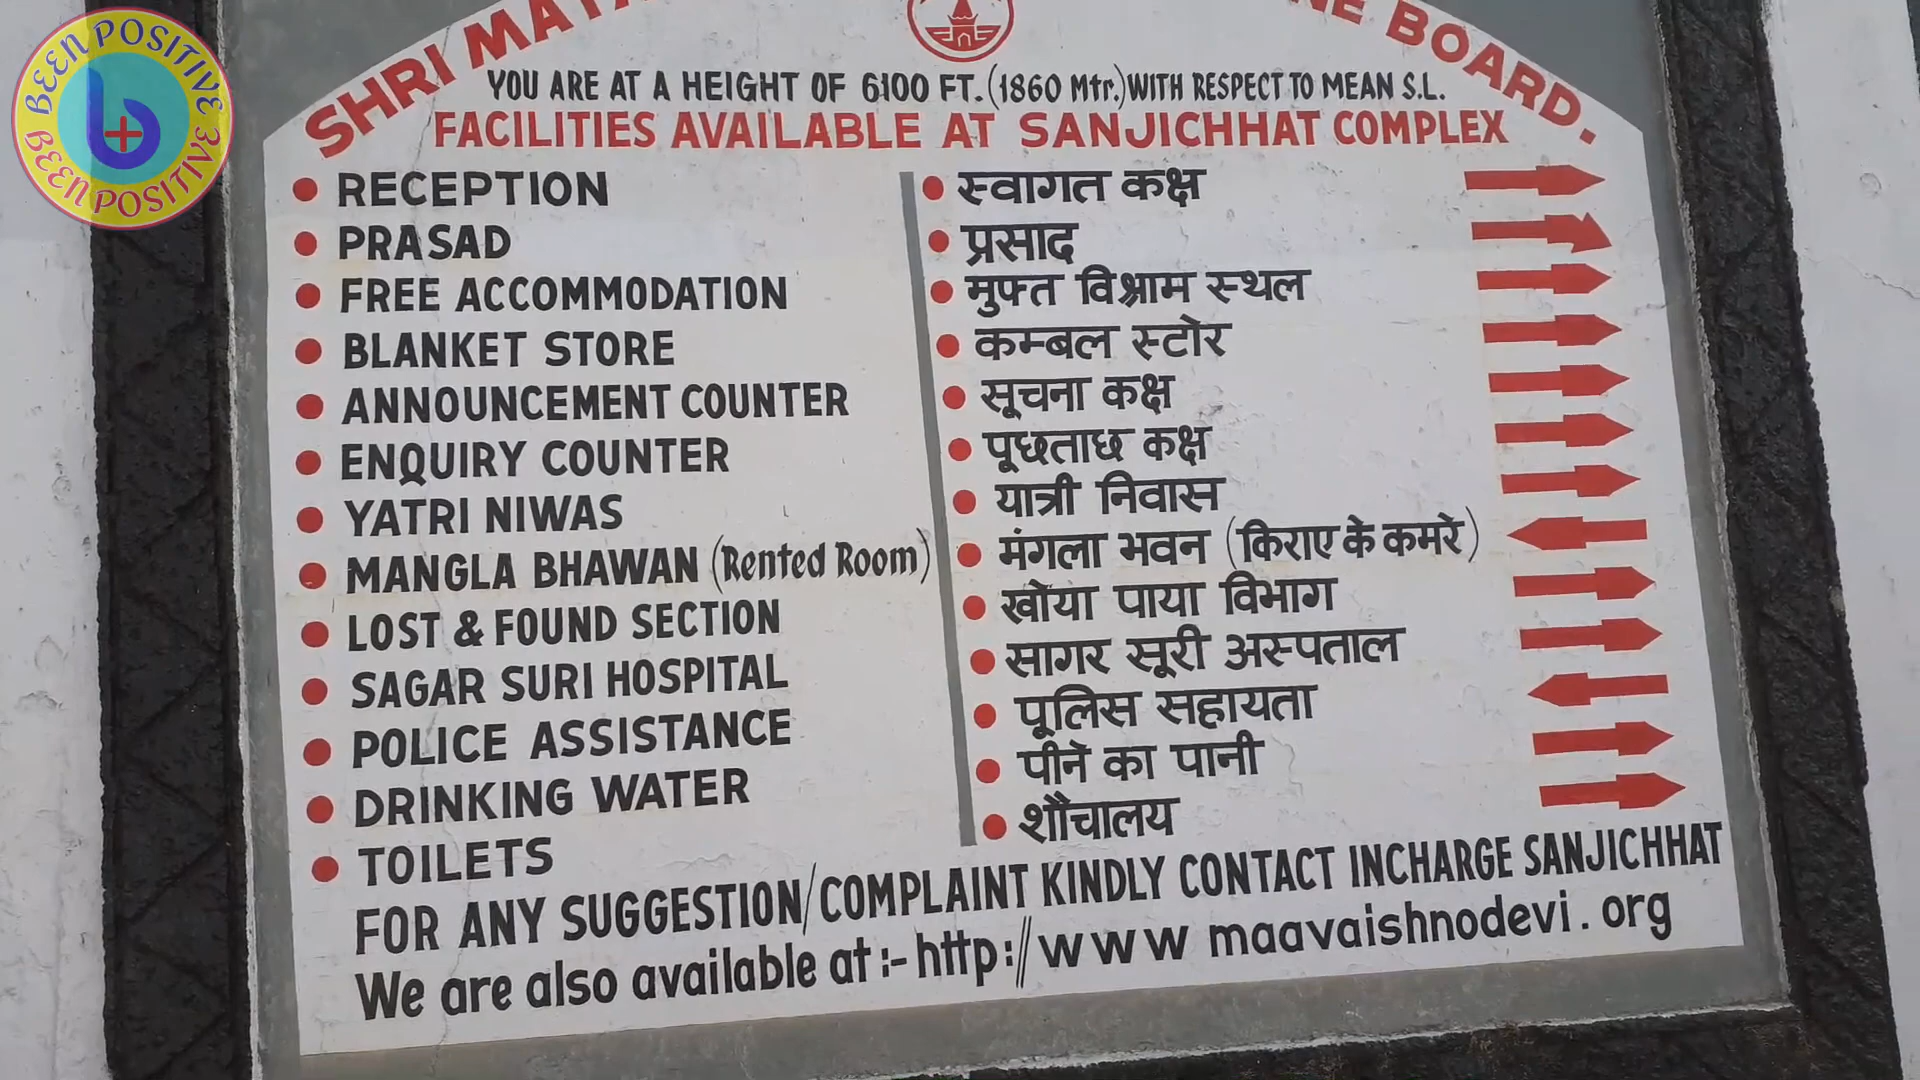 BEEN POSITIVE
BEEN POSITIVE
b
SHRI BOARD.
YOU ARE AT A HEIGHT OF 6100 FT. (1860 Mtr.) WITH RESPECT TO MEAN S.L.
FACILITIES AVAILABLE AT SANJICHHAT COMPLEX
• RECEPTION • स्वागत कक्ष
• PRASAD • प्रसाद
• FREE ACCOMMODATION • मुफ्त विश्राम स्थल
• BLANKET STORE • कम्बल स्टोर
• ANNOUNCEMENT COUNTER • सूचना कक्ष
• ENQUIRY COUNTER • पूछताछ कक्ष
• YATRI NIWAS • यात्री निवास
• MANGLA BHAWAN (Rented Room) • मंगला भवन (किराए के कमरे)
• LOST & FOUND SECTION • खोया पाया विभाग
• SAGAR SURI HOSPITAL • सागर सूरी अस्पताल
• POLICE ASSISTANCE • पूलिस सहायता
• DRINKING WATER • पीने का पानी
• TOILETS • शौचालय
FOR ANY SUGGESTION/COMPLAINT KINDLY CONTACT INCHARGE SANJICHHAT
We are also available at :- http://www maavaishnodevi.org